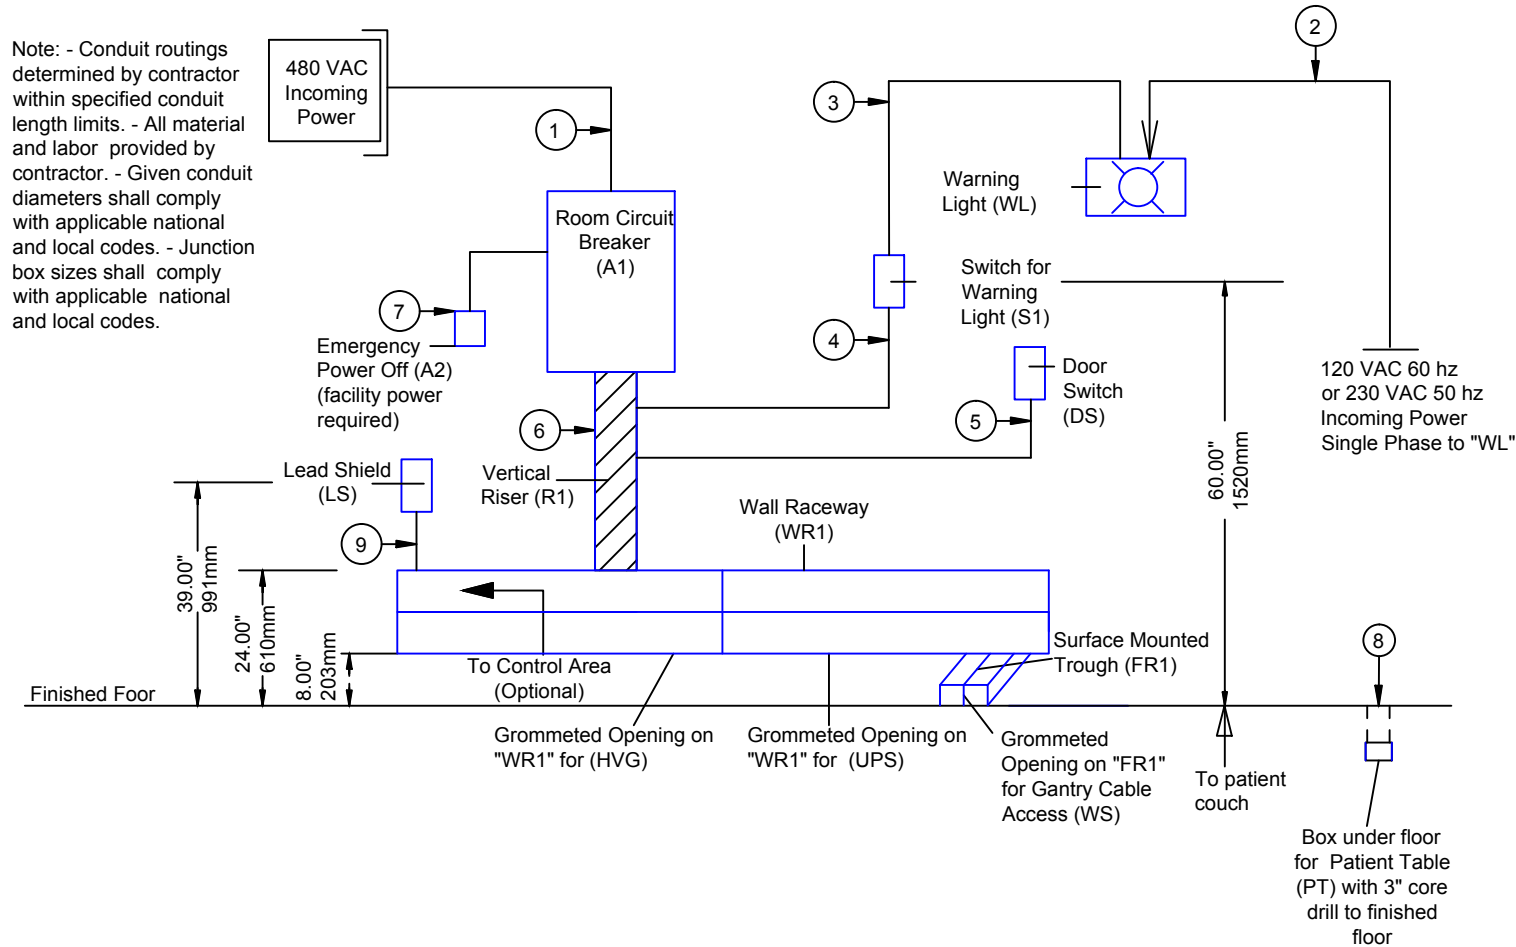 Note: - Conduit routings
determined by contractor
within specified conduit
length limits. - All material
and labor provided by
contractor. - Given conduit
diameters shall comply
with applicable national
and local codes. - Junction
box sizes shall comply
with applicable national
and local codes.
480 VAC
Incoming
Power
1
2
3
Warning
Light (WL)
Room Circuit
Breaker
(A1)
Switch for
Warning
Light (S1)
7
4
Emergency
Power Off (A2)
(facility power
required)
Door
Switch
(DS)
120 VAC 60 hz
or 230 VAC 50 hz
Incoming Power
Single Phase to "WL"
6
5
Lead Shield
(LS)
Vertical
Riser (R1)
60.00"
1520mm
Wall Raceway
(WR1)
9
39.00"
991mm
24.00"
610mm
8.00"
203mm
To Control Area
(Optional)
Surface Mounted
Trough (FR1)
8
Finished Foor
Grommeted Opening on
"WR1" for (HVG)
Grommeted Opening on
"WR1" for (UPS)
Grommeted
Opening on "FR1"
for Gantry Cable
Access (WS)
To patient
couch
Box under floor
for Patient Table
(PT) with 3" core
drill to finished
floor